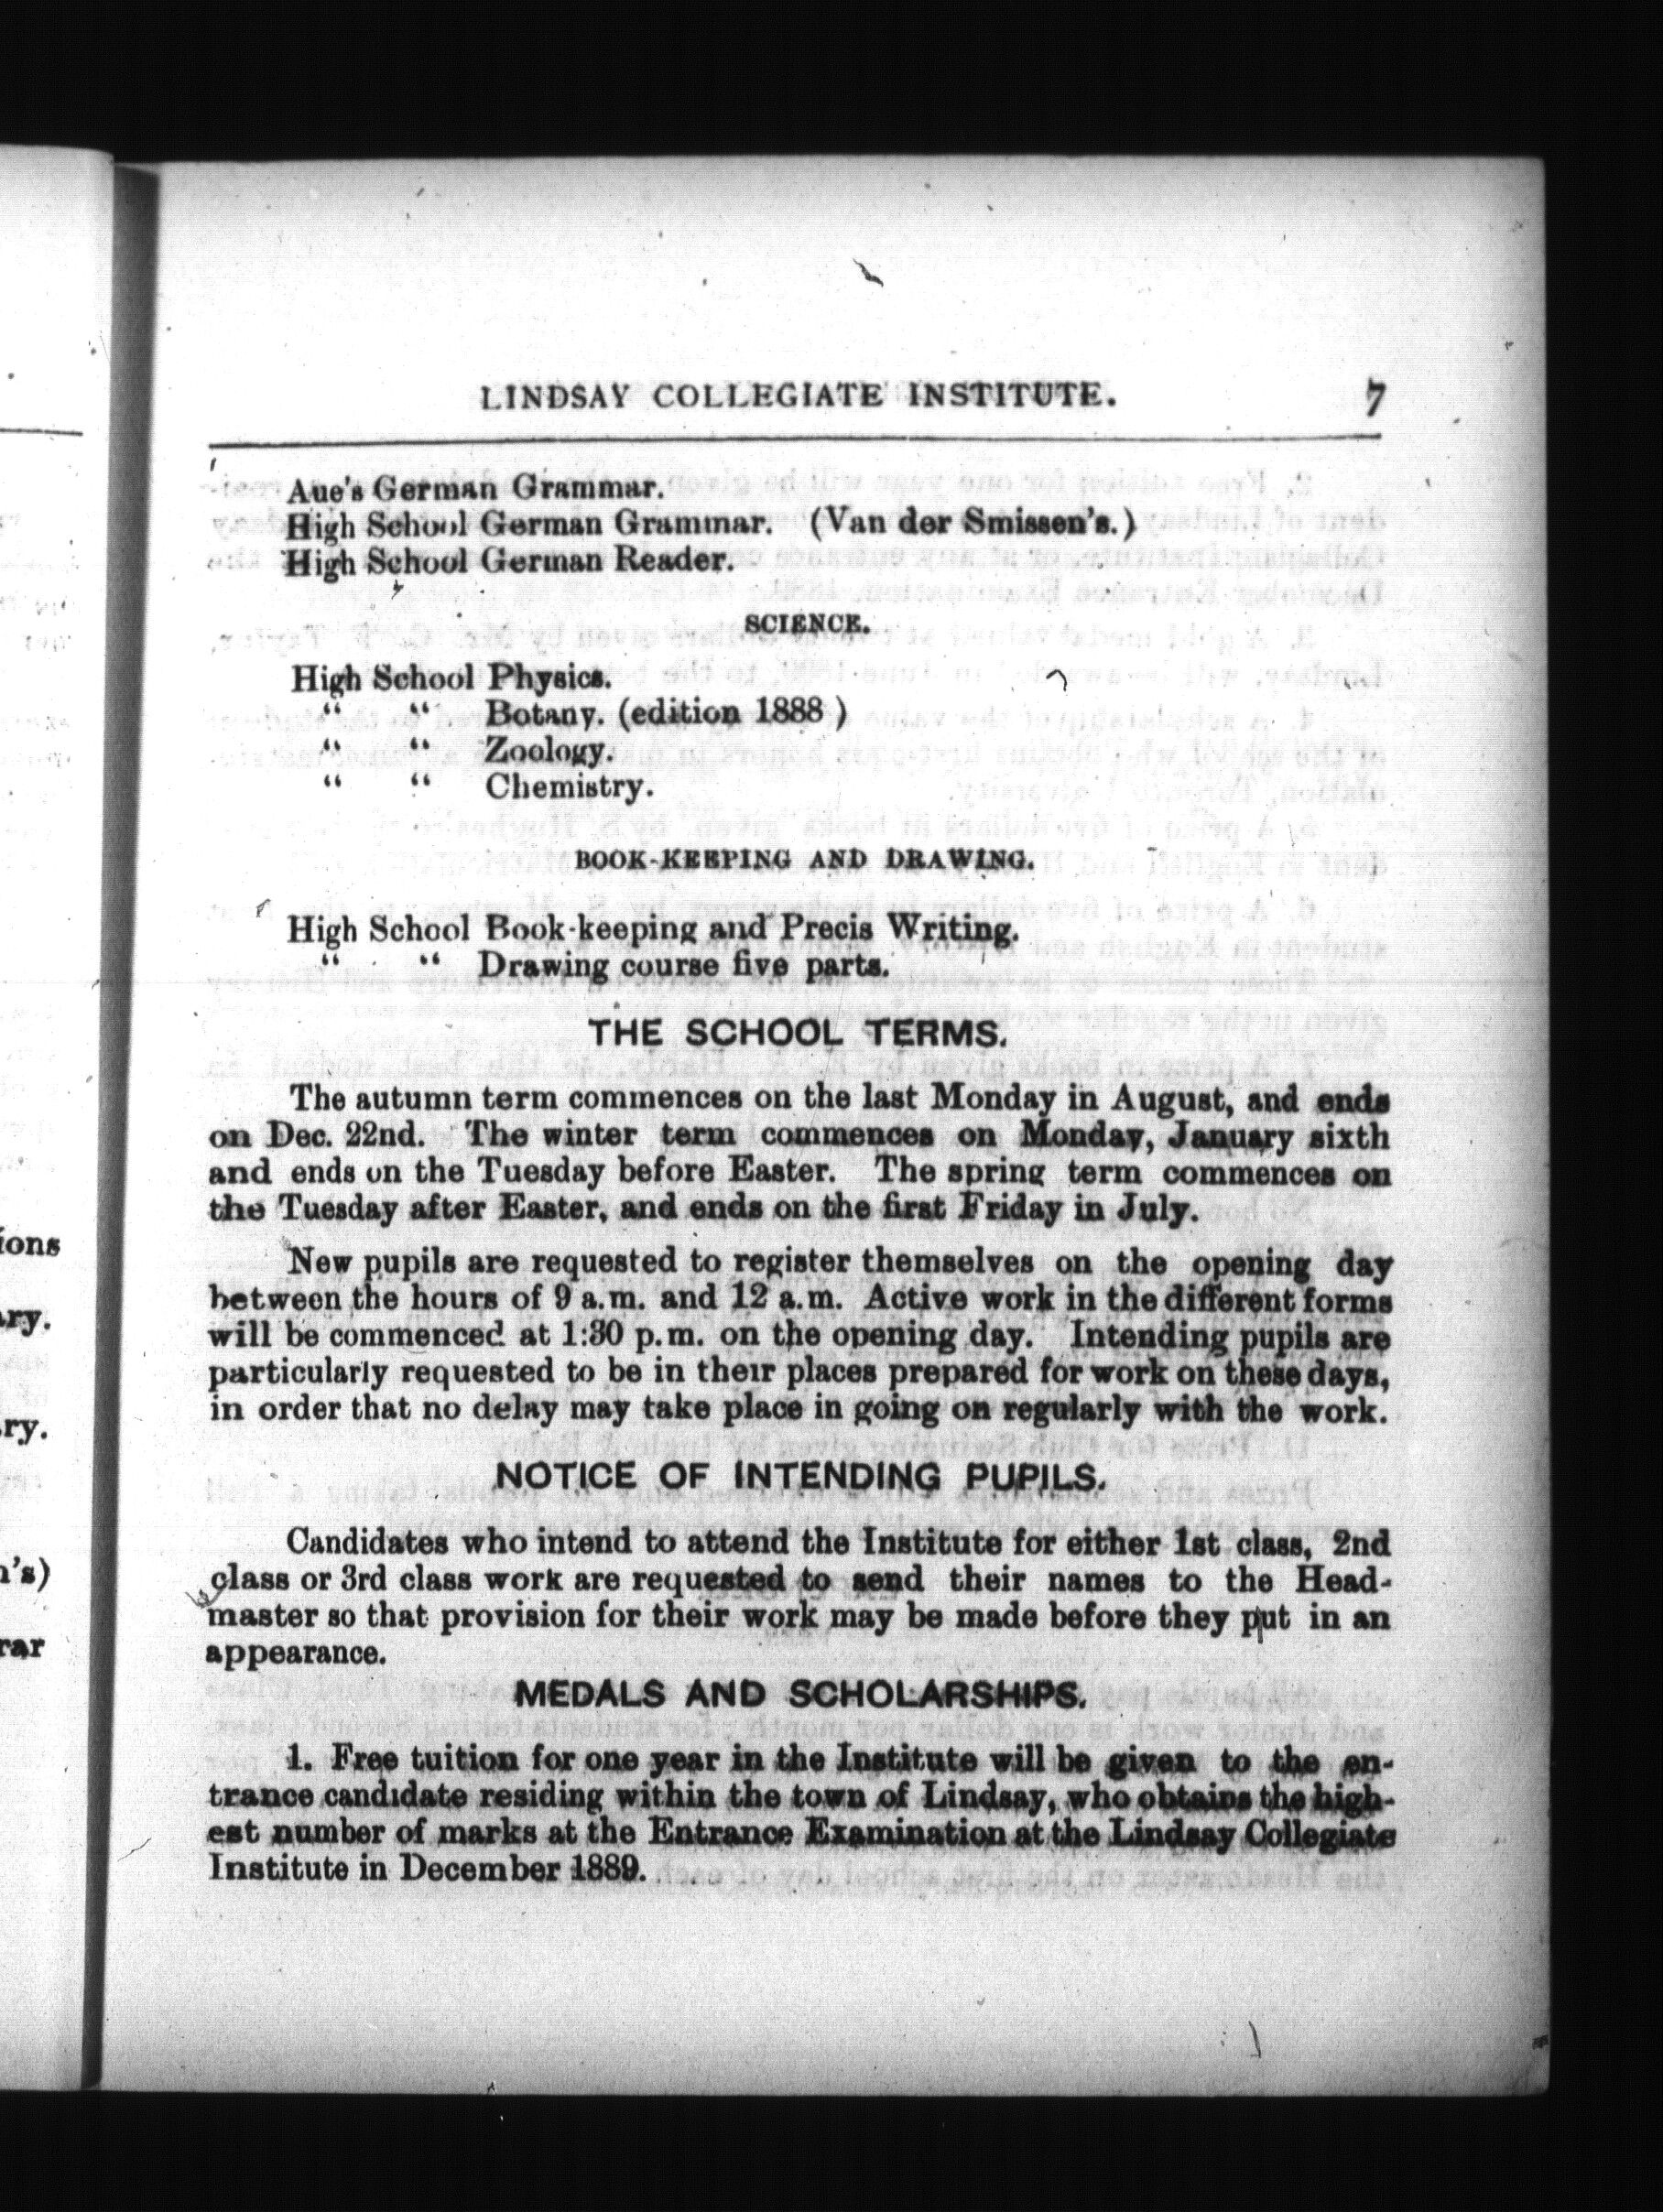 LINDSAY COLLEGIATE INSTITUTE. 7
Aue's German Grammar.
High School German Grammar. (Van der Smissen's.)
High School German Reader.
SCIENCE.
High School Physics.
“ “ Botany. (edition 1888)
“ “ Zoology.
“ “ Chemistry.
BOOK-KEEPING AND DRAWING.
High School Book-keeping and Precis Writing.
“ “ Drawing course five parts.
THE SCHOOL TERMS.
The autumn term commences on the last Monday in August, and ends
on Dec. 22nd. The winter term commences on Monday, January sixth
and ends on the Tuesday before Easter. The spring term commences on
the Tuesday after Easter, and ends on the first Friday in July.
New pupils are requested to register themselves on the opening day
between the hours of 9 a.m. and 12 a.m. Active work in the different forms
will be commenced at 1:30 p.m. on the opening day. Intending pupils are
particularly requested to be in their places prepared for work on these days,
in order that no delay may take place in going on regularly with the work.
NOTICE OF INTENDING PUPILS.
Candidates who intend to attend the Institute for either 1st class, 2nd
class or 3rd class work are requested to send their names to the Head-
master so that provision for their work may be made before they put in an
appearance.
MEDALS AND SCHOLARSHIPS.
1. Free tuition for one year in the Institute will be given to the en-
trance candidate residing within the town of Lindsay, who obtains the high-
est number of marks at the Entrance Examination at the Lindsay Collegiate
Institute in December 1889.